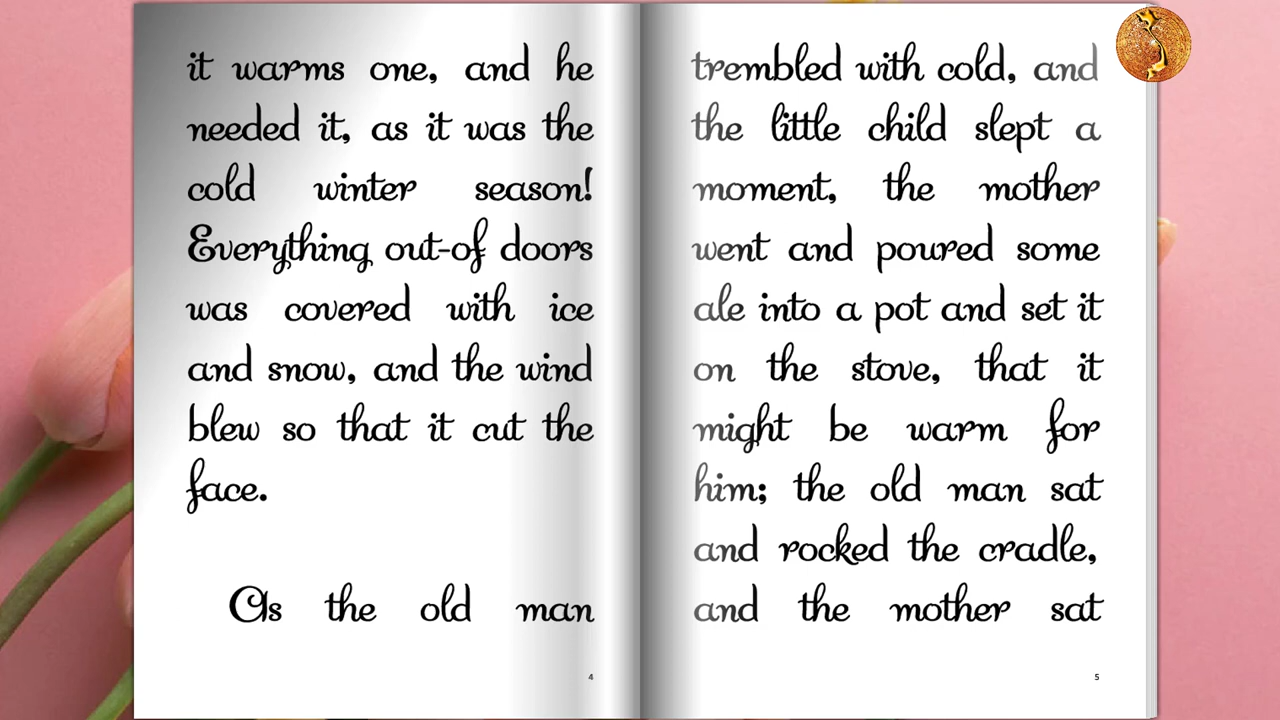 it warms one, and he
needed it, as it was the
cold winter season!
Everything out-of doors
was covered with ice
and snow, and the wind
blew so that it cut the
face.
As the old man
4
trembled with cold, and
the little child slept a
moment, the mother
went and poured some
ale into a pot and set it
on the stove, that it
might be warm for
him; the old man sat
and rocked the cradle,
and the mother sat
5